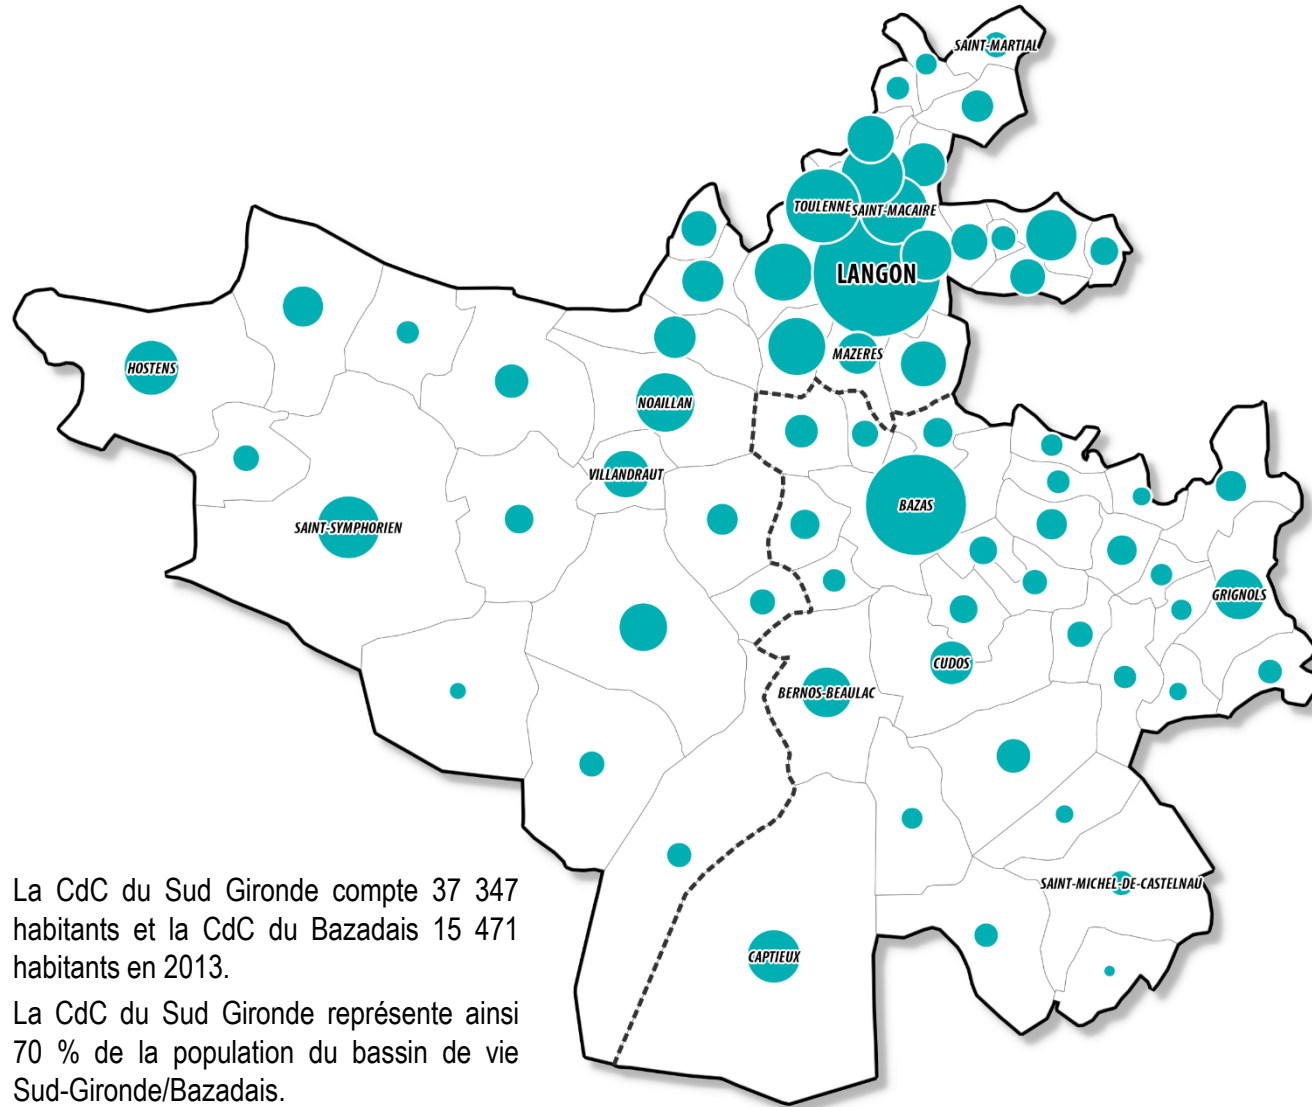 SAINT-MARTIAL
TOULENNE
SAINT-MACAIRE
LANGON
MAZERES
HOSTENS
NOAILLAN
VILLANDRAUT
BAZAS
SAINT-SYMPHORIEN
GRIGNOLS
CUDOS
BERNOS-BEAULAC
SAINT-MICHEL-DE-CASTELNAU
CAPTIEUX
La CdC du Sud Gironde compte 37 347
habitants et la CdC du Bazadais 15 471
habitants en 2013.
La CdC du Sud Gironde représente ainsi
70 % de la population du bassin de vie
Sud-Gironde/Bazadais.